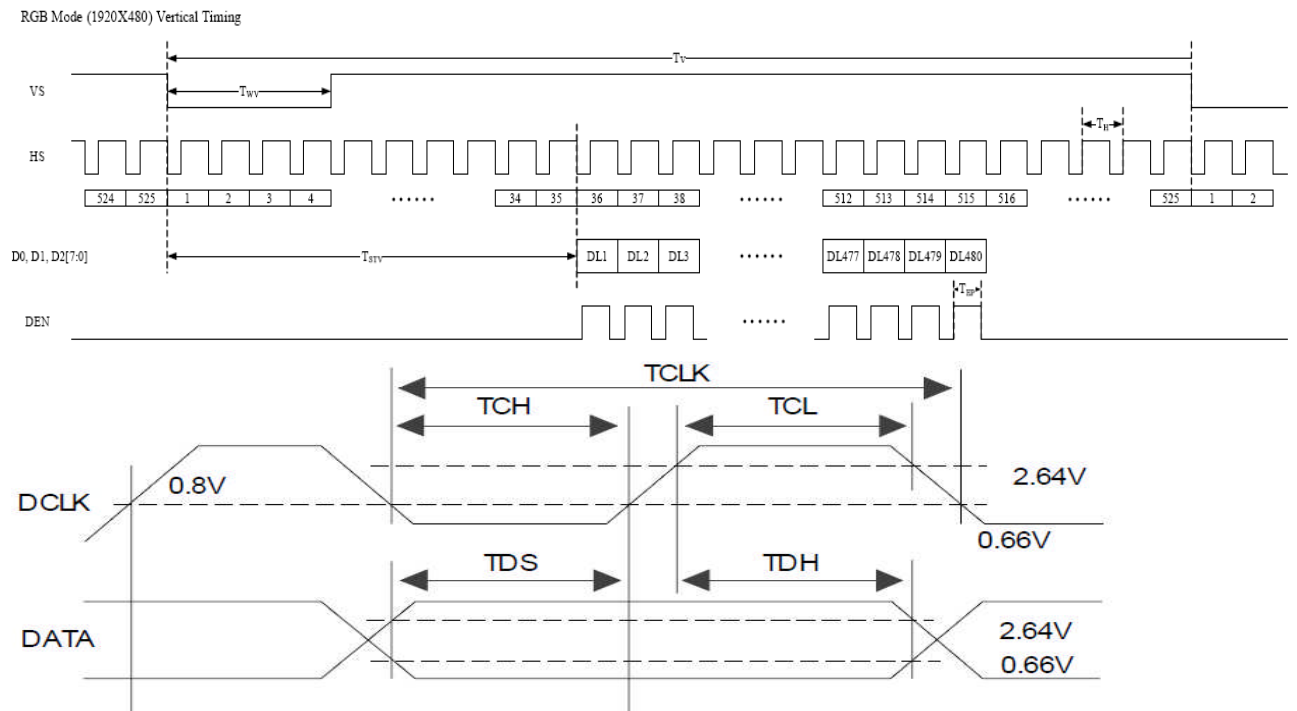 RGB Mode (1920X480) Vertical Timing
TV
VS
TWV
TH
HS
524 525 1 2 3 4 ...... 34 35 36 37 38 ...... 512 513 514 515 516 ...... 525 1 2
D0, D1, D2[7:0] TSTV DL1 DL2 DL3 ...... DL477 DL478 DL479 DL480
TEP
DEN ......
TCLK
TCH TCL
DCLK 0.8V 2.64V
0.66V
TDS TDH
DATA 2.64V
0.66V